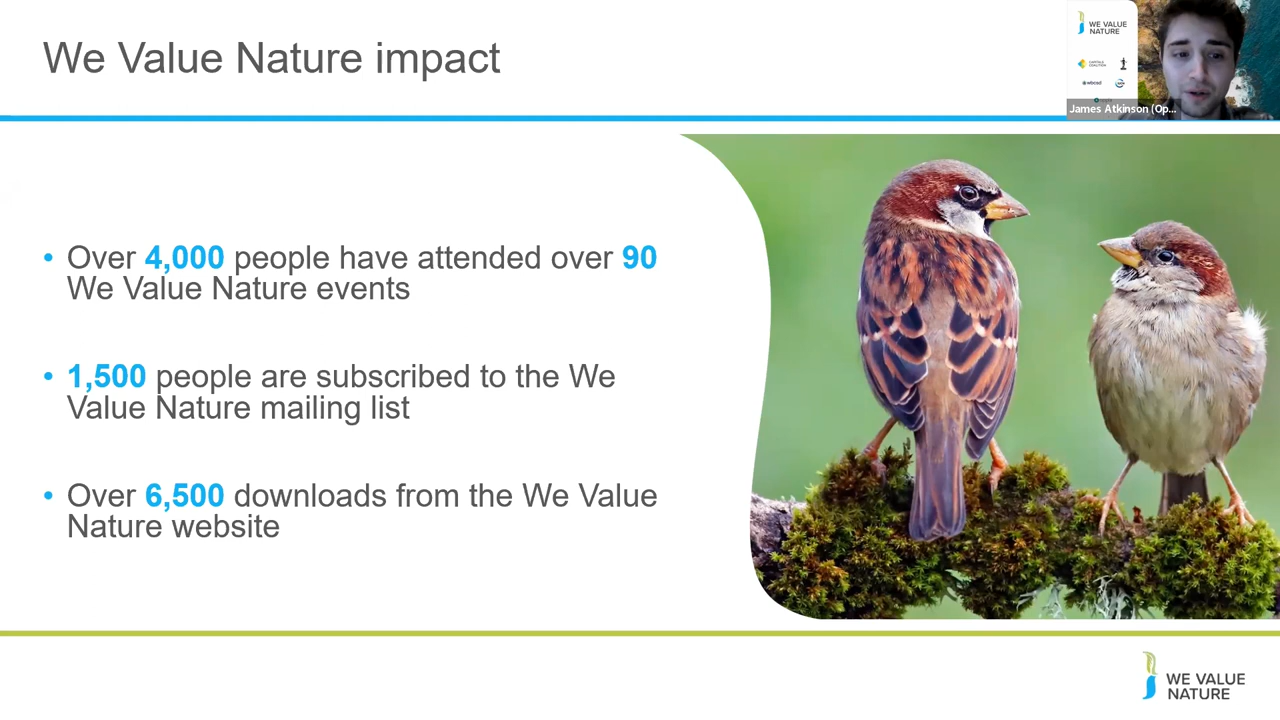 We Value Nature impact
WE VALUE
NATURE
James Atkinson (Op...
• Over 4,000 people have attended over 90
We Value Nature events
• 1,500 people are subscribed to the We
Value Nature mailing list
• Over 6,500 downloads from the We Value
Nature website
WE VALUE
NATURE